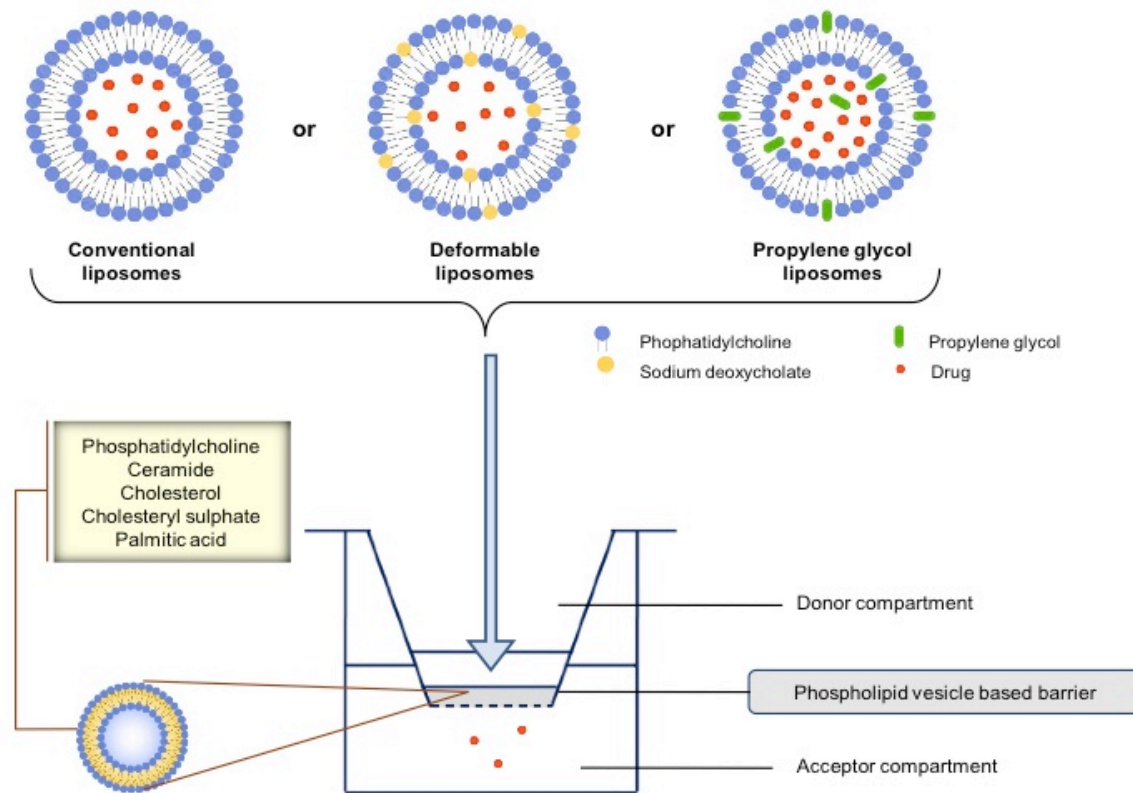 or
or
Conventional
liposomes
Deformable
liposomes
Propylene glycol
liposomes
Phophatidylcholine
Propylene glycol
Sodium deoxycholate
Drug
Phosphatidylcholine
Ceramide
Cholesterol
Cholesteryl sulphate
Palmitic acid
Donor compartment
Phospholipid vesicle based barrier
Acceptor compartment